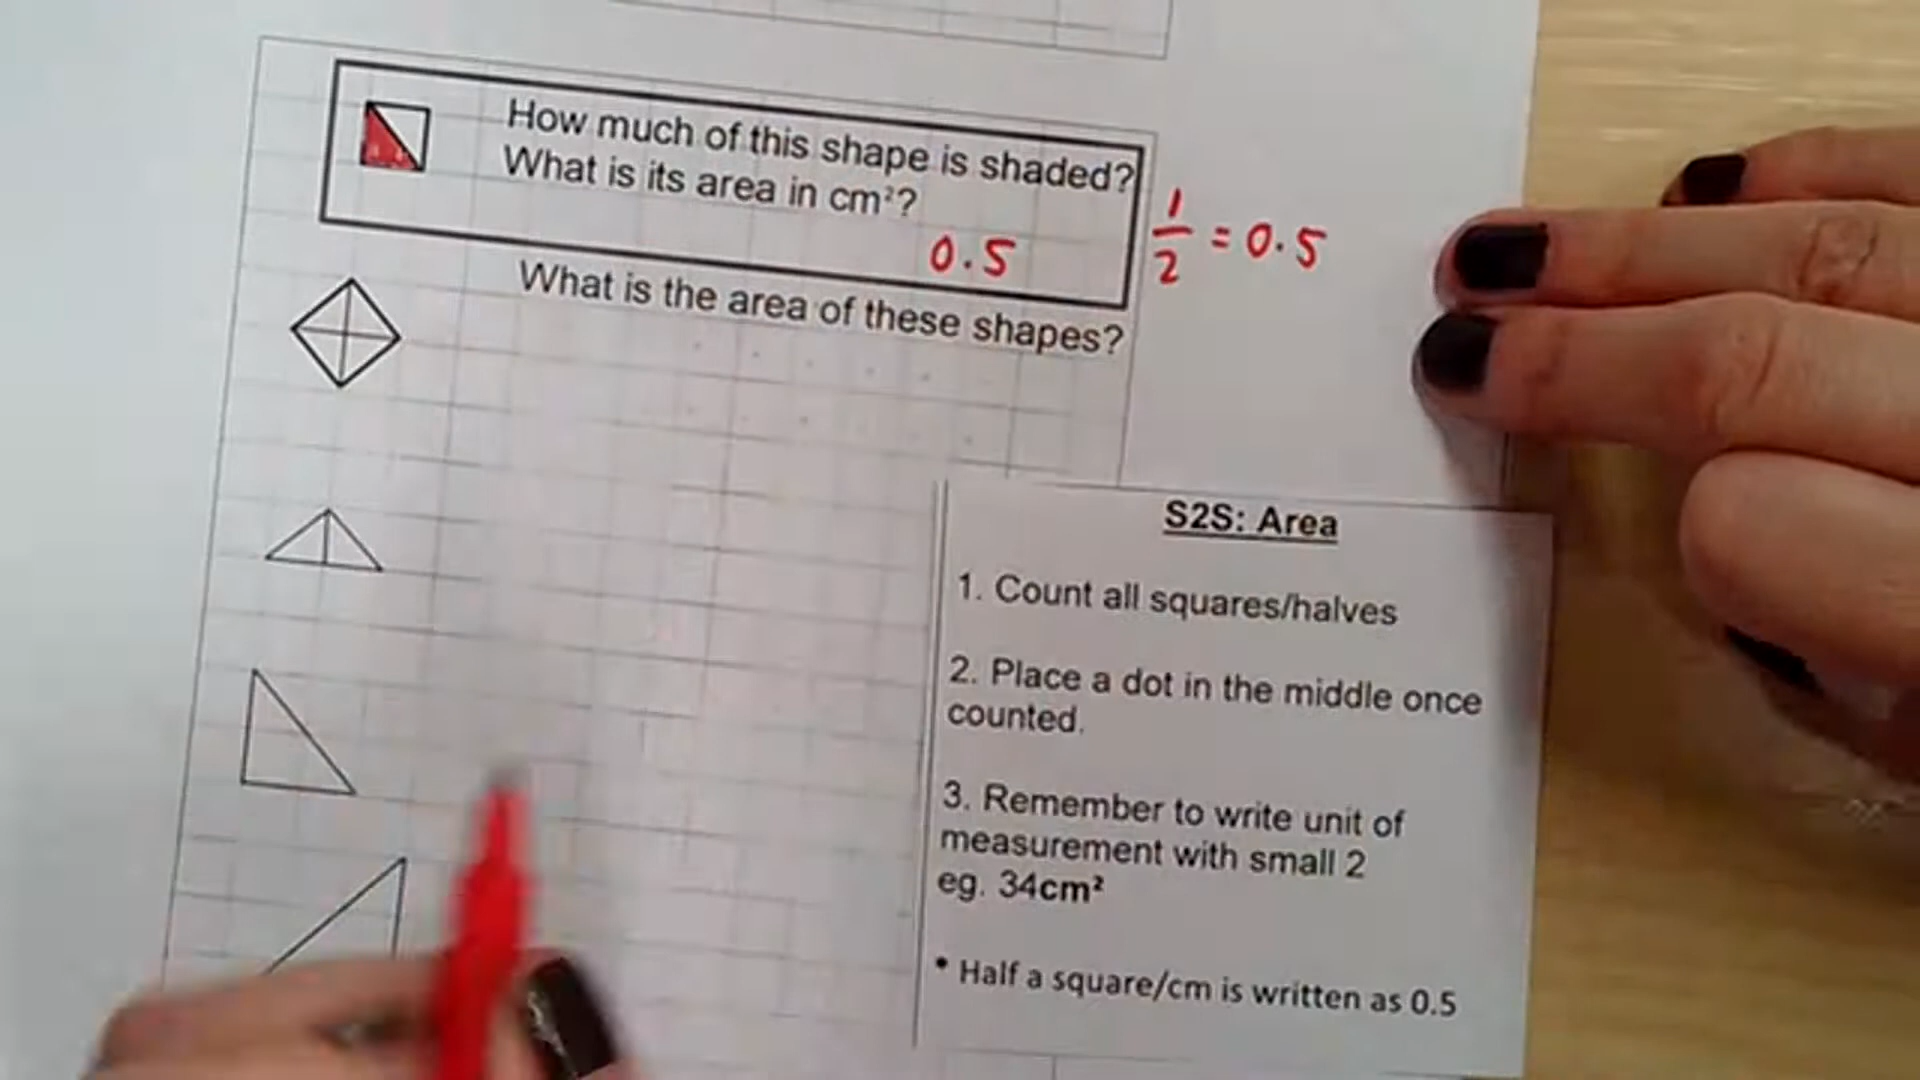 How much of this shape is shaded?
What is its area in cm²?
0.5
1/2 = 0.5
What is the area of these shapes?
S2S: Area
1. Count all squares/halves
2. Place a dot in the middle once
counted.
3. Remember to write unit of
measurement with small 2
eg. 34cm²
• Half a square/cm is written as 0.5